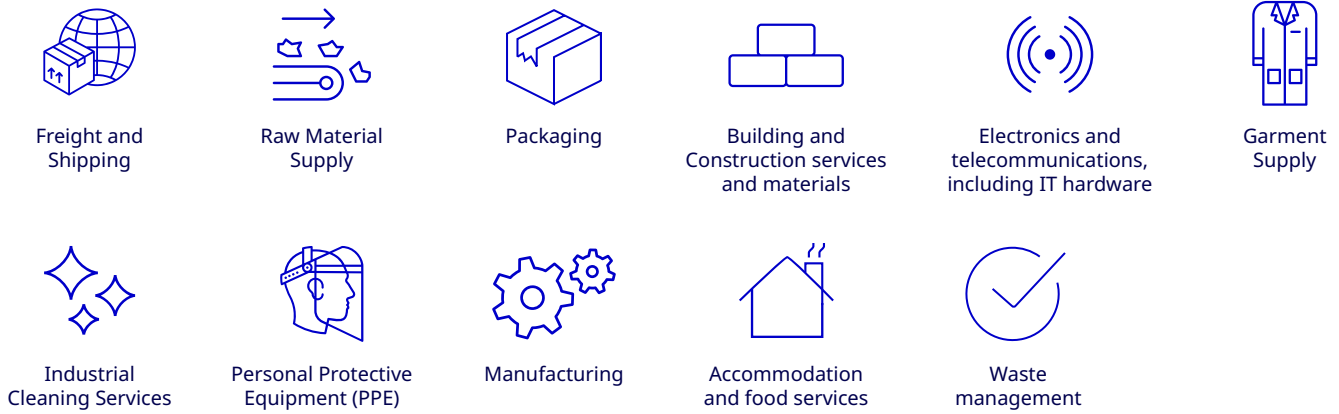 Freight and
Shipping
Raw Material
Supply
Packaging
Building and
Construction services
and materials
Electronics and
telecommunications,
including IT hardware
Garment
Supply
Industrial
Cleaning Services
Personal Protective
Equipment (PPE)
Manufacturing
Accommodation
and food services
Waste
management